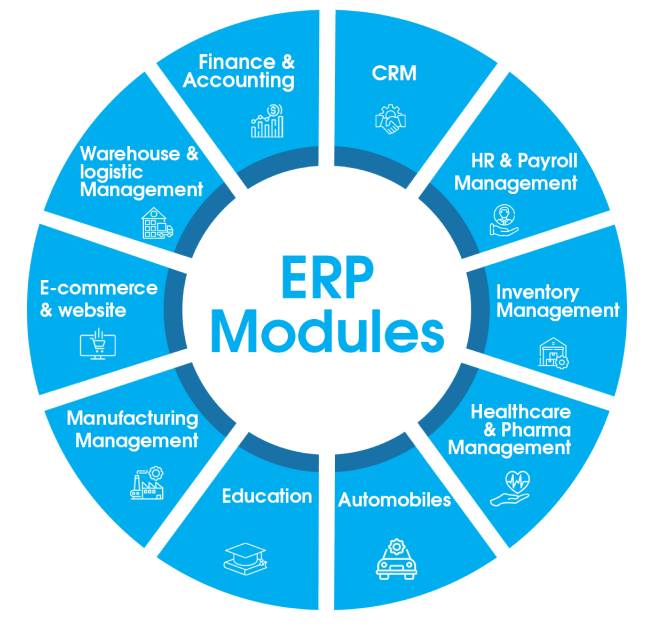 ERP
Modules
CRM
HR & Payroll
Management
Inventory
Management
Healthcare
& Pharma
Management
Automobiles
Education
Manufacturing
Management
E-commerce
& website
Warehouse &
logistic
Management
Finance &
Accounting